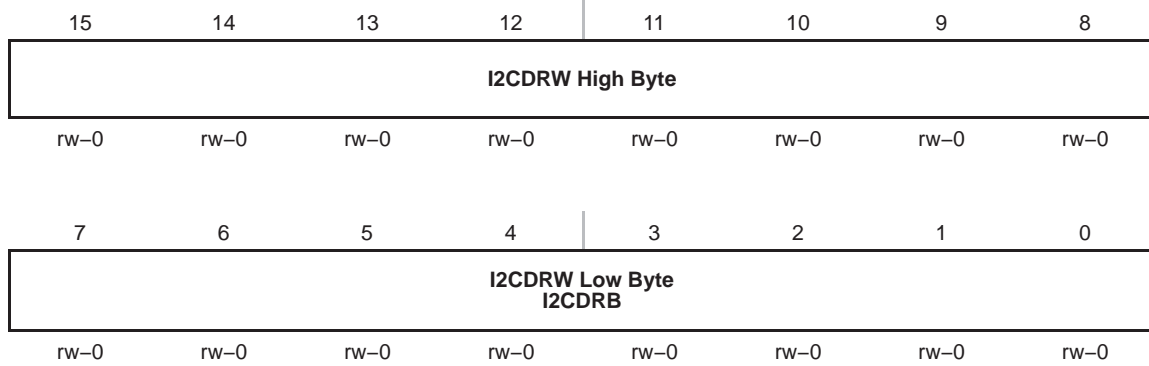 15 14 13 12 11 10 9 8
I2CDRW High Byte
rw−0 rw−0 rw−0 rw−0 rw−0 rw−0 rw−0 rw−0
7 6 5 4 3 2 1 0
I2CDRW Low Byte
I2CDRB
rw−0 rw−0 rw−0 rw−0 rw−0 rw−0 rw−0 rw−0